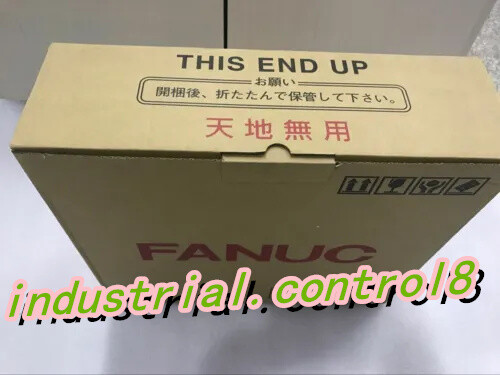 THIS END UP
お願い
開梱後、折たたんで保管して下さい。
天地無用
FANUC
industrial.control8